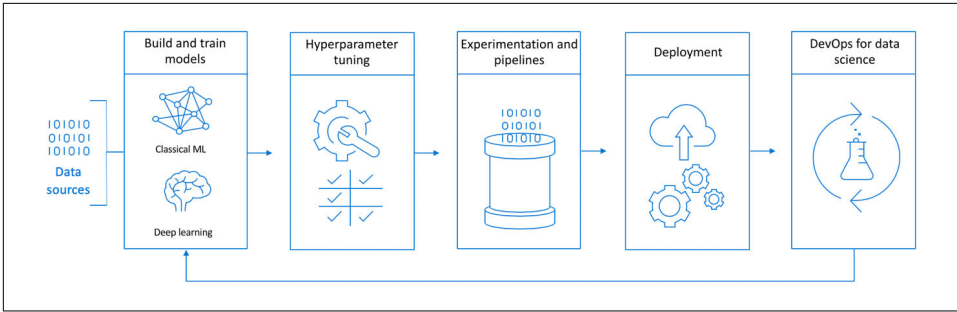 Build and train
models
Hyperparameter
tuning
Experimentation and
pipelines
Deployment
DevOps for data
science
101010
010101
101010
Data
sources
Classical ML
Deep learning
101010
010101
101010